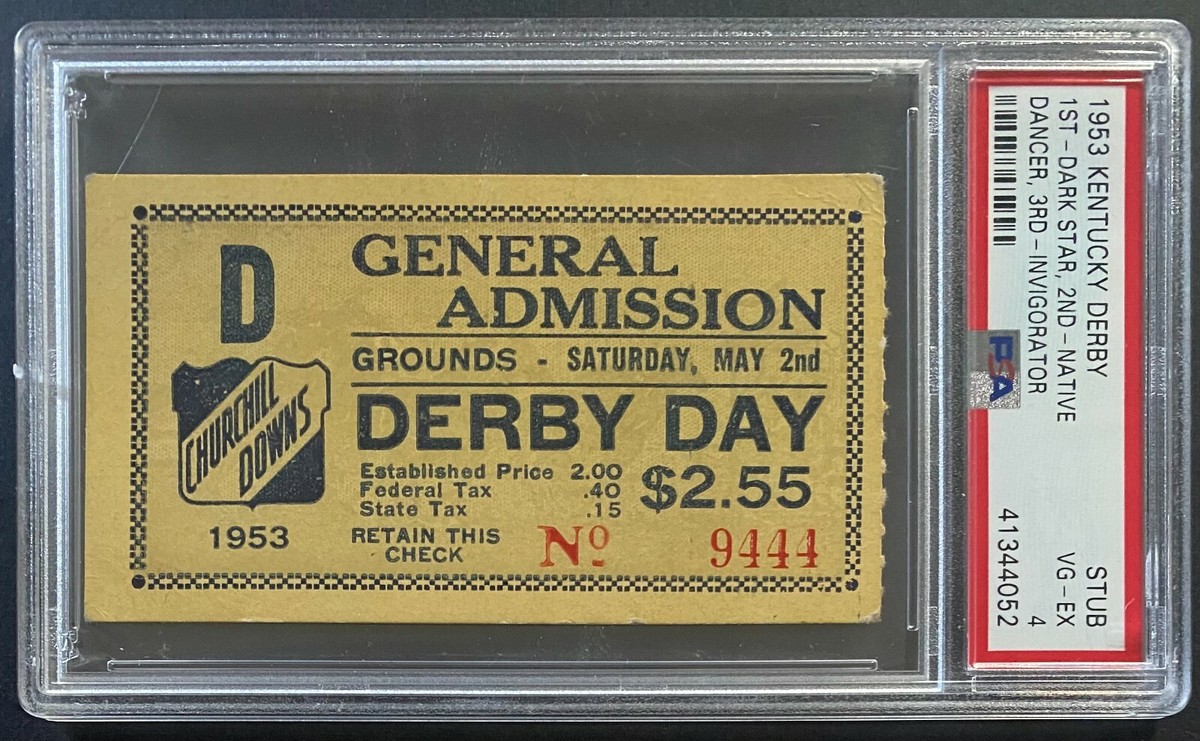 D
GENERAL
ADMISSION
GROUNDS - SATURDAY, MAY 2nd
DERBY DAY
Established Price 2.00
Federal Tax .40
State Tax .15
$2.55
CHURCHILL
DOWNS
1953
RETAIN THIS
CHECK
No 9444
1953 KENTUCKY DERBY STUB
1ST-DARK STAR, 2ND-NATIVE VG-EX
DANCER, 3RD-INVIGORATOR 4
41344052
PSA